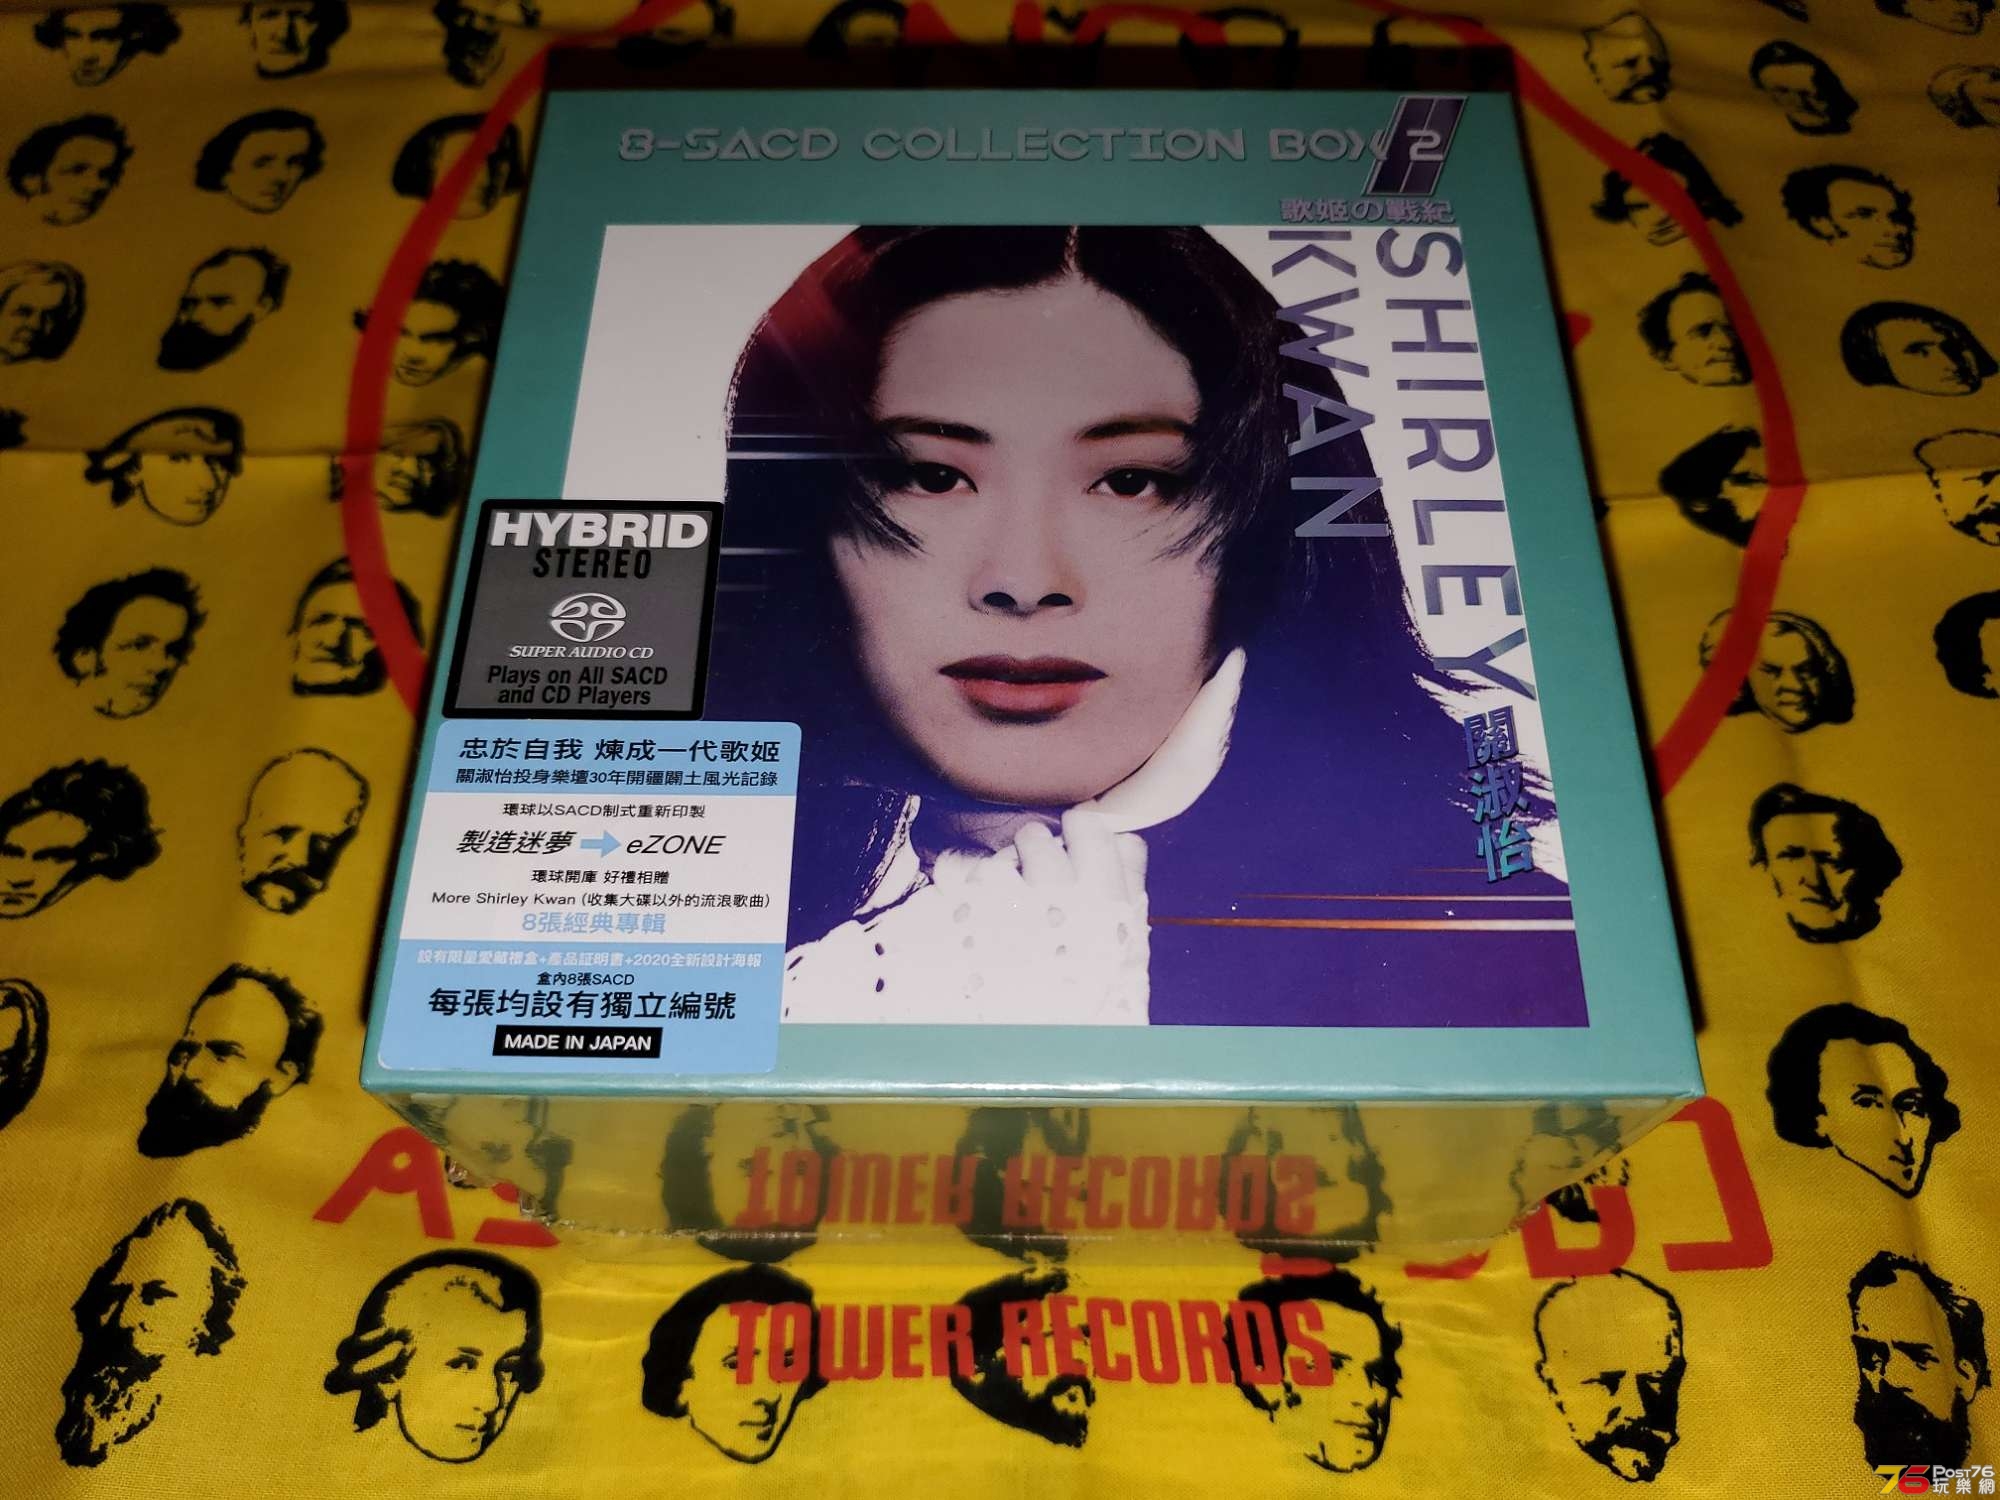 8-SACD COLLECTION BOX 2
歌姬の戰紀
SHIRLEY
KWAN
關淑怡
HYBRID
STEREO
SUPER AUDIO CD
Plays on All SACD
and CD Players
忠於自我 煉成一代歌姬
關淑怡投身樂壇30年開疆闢土風光記錄
環球以SACD制式重新印製
製造迷夢 → eZONE
環球開庫 好禮相贈
More Shirley Kwan (收集大碟以外的流浪歌曲)
8張經典專輯
設有限量愛藏禮盒+產品証明書+2020全新設計海報
盒內8張SACD
每張均設有獨立編號
MADE IN JAPAN
TOWER RECORDS
TOWER RECORDS
76 POST76
玩樂網